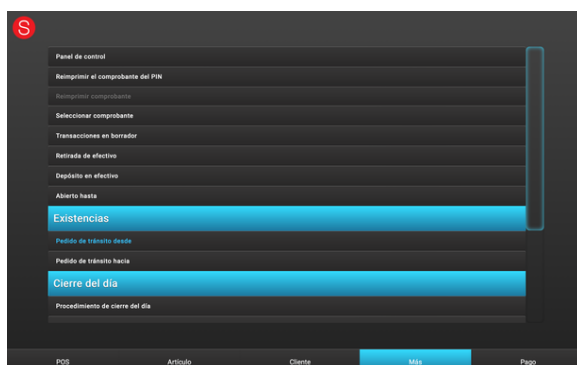 S
Panel de control
Reimprimir el comprobante del PIN
Reimprimir comprobante
Seleccionar comprobante
Transacciones en borrador
Retirada de efectivo
Depósito en efectivo
Abierto hasta
Existencias
Pedido de tránsito desde
Pedido de tránsito hacia
Cierre del día
Procedimiento de cierre del día
POS Artículo Cliente Más Pago